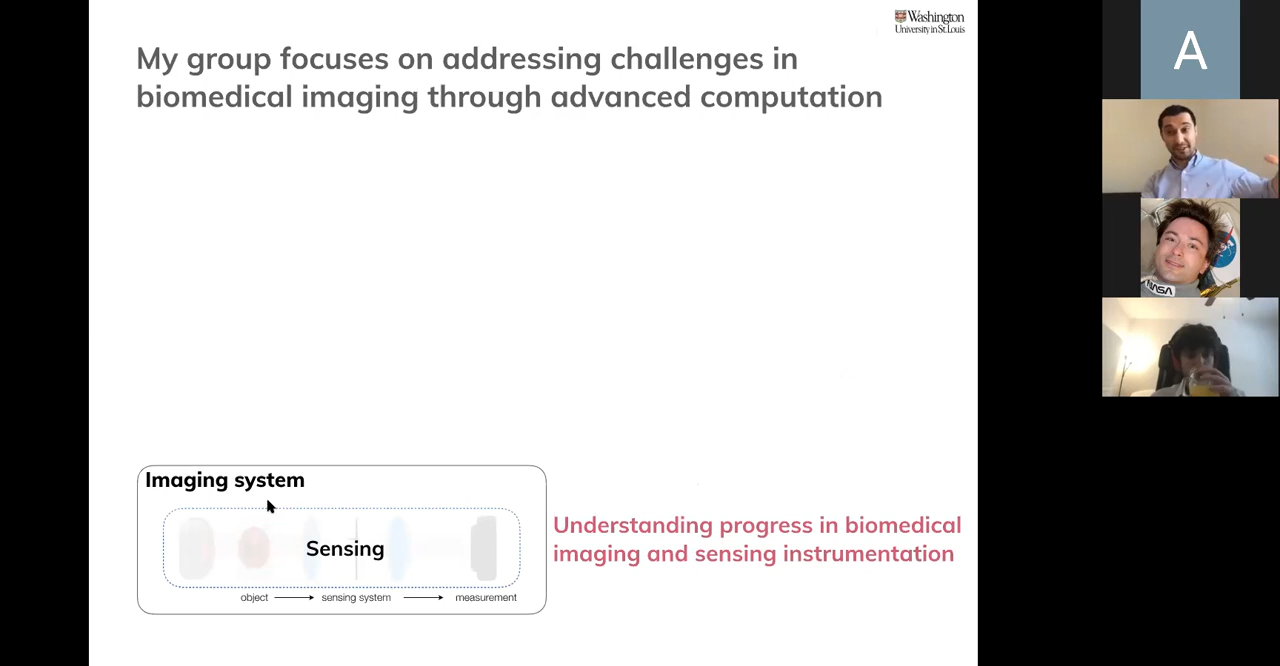 Washington
University in St. Louis
My group focuses on addressing challenges in
biomedical imaging through advanced computation
A
NASA
NASA
Imaging system
Sensing
object
sensing system
measurement
Understanding progress in biomedical
imaging and sensing instrumentation